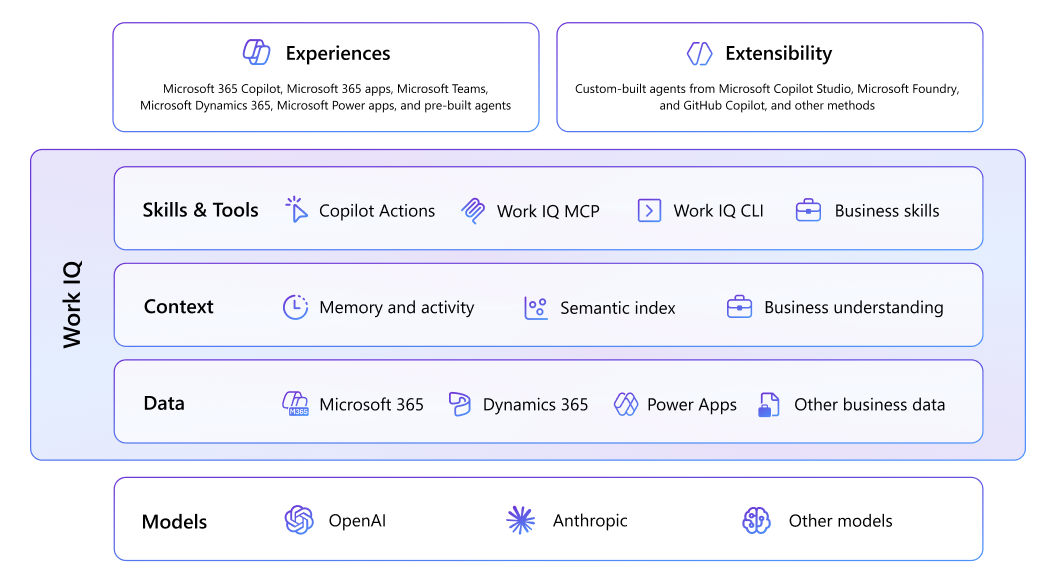 Experiences
Microsoft 365 Copilot, Microsoft 365 apps, Microsoft Teams,
Microsoft Dynamics 365, Microsoft Power apps, and pre-built agents
Extensibility
Custom-built agents from Microsoft Copilot Studio, Microsoft Foundry,
and GitHub Copilot, and other methods
Work IQ
Skills & Tools
Copilot Actions
Work IQ MCP
Work IQ CLI
Business skills
Context
Memory and activity
Semantic index
Business understanding
Data
M365
Microsoft 365
Dynamics 365
Power Apps
Other business data
Models
OpenAI
Anthropic
Other models